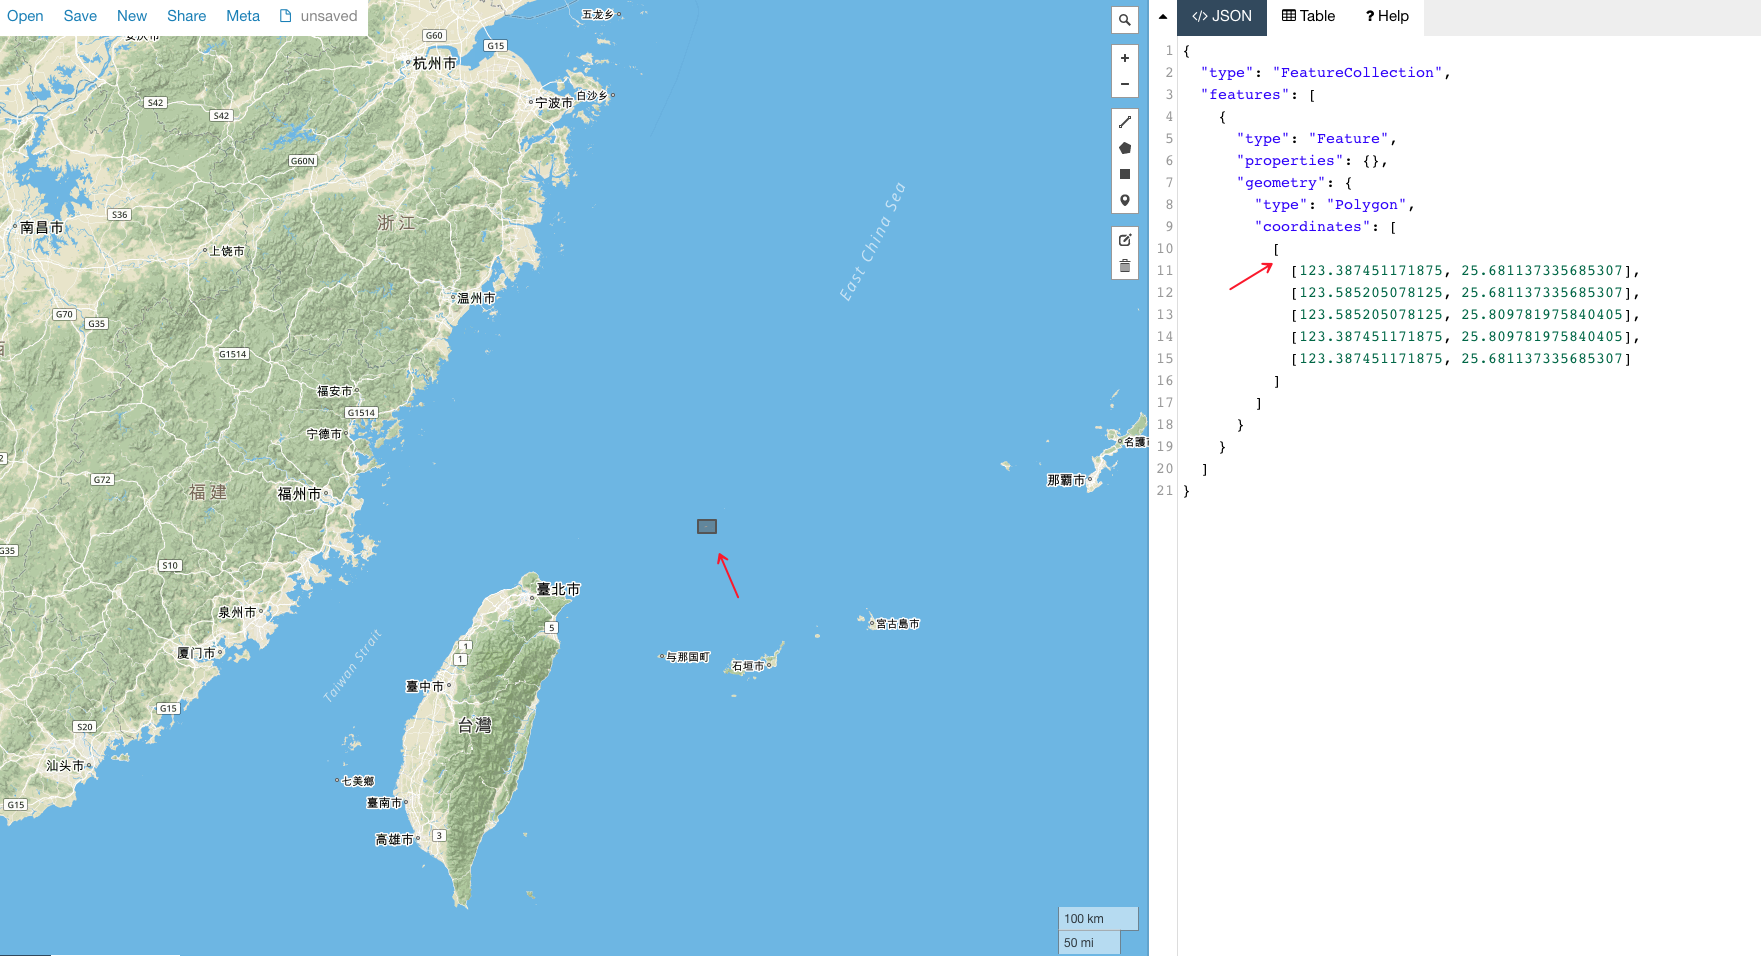 Open Save New Share Meta unsaved
</> JSON Table ? Help
五龙乡
安庆市
G60
G15
杭州市
S42
宁波市
白沙乡
S42
G60N
East China Sea
S36
浙江
南昌市
上饶市
温州市
G70
G35
G1514
福安市
G1514
宁德市
名護
G72
那霸市
福建
福州市
G35
S10
臺北市
泉州市
5
宮古島市
1
1
厦门市
与那国町
石垣市
Taiwan Strait
臺中市
G15
S20
台灣
汕头市
七美鄉
G15
臺南市
高雄市
3
100 km
50 mi
1 {
2 "type": "FeatureCollection",
3 "features": [
4 {
5 "type": "Feature",
6 "properties": {},
7 "geometry": {
8 "type": "Polygon",
9 "coordinates": [
10 [
11 [123.387451171875, 25.681137335685307],
12 [123.585205078125, 25.681137335685307],
13 [123.585205078125, 25.809781975840405],
14 [123.387451171875, 25.809781975840405],
15 [123.387451171875, 25.681137335685307]
16 ]
17 ]
18 }
19 }
20 ]
21 }